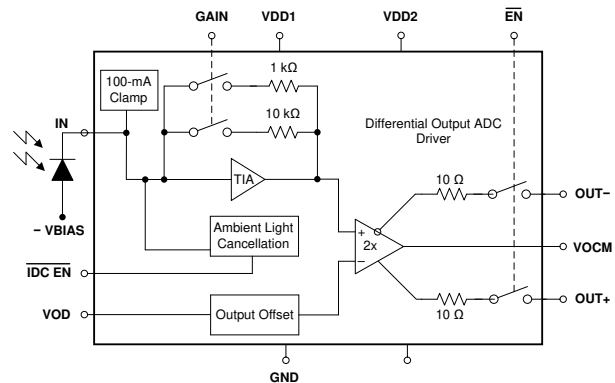 GAIN
VDD1
VDD2
EN
100-mA
Clamp
1 kΩ
10 kΩ
IN
Differential Output ADC
Driver
TIA
10 Ω
OUT–
– VBIAS
Ambient Light
Cancellation
+
2x
–
VOCM
IDC EN
VOD
Output Offset
10 Ω
OUT+
GND